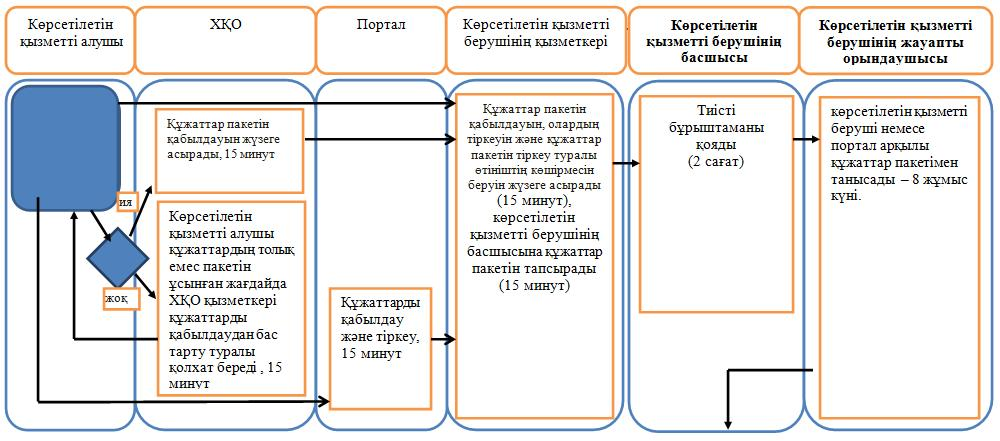 Көрсетілетін
қызметті алушы
ХҚО
Портал
Көрсетілетін қызметті
берушінің қызметкері
Көрсетілетін
қызметті берушінің
басшысы
Көрсетілетін қызметті
берушінің жауапты
орындаушысы
Құжаттар пакетін
қабылдауын жүзеге
асырады, 15 минут
ия
жоқ
Көрсетілетін
қызметті алушы
құжаттардың толық
емес пакетін
ұсынған жағдайда
ХҚО қызметкері
құжаттарды
қабылдаудан бас
тарту туралы
қолхат береді , 15
минут
Құжаттарды
қабылдау
және тіркеу,
15 минут
Құжаттар пакетін
қабылдауын, олардың
тіркеуін және құжаттар
пакетін тіркеу туралы
өтініштің көшірмесін
беруін жүзеге асырады
(15 минут),
көрсетілетін
қызметті берушінің
басшысына құжаттар
пакетін тапсырады
(15 минут)
Тиісті
бұрыштаманы
қояды
(2 сағат)
көрсетілетін қызметті
беруші немесе
портал арқылы
құжаттар пакетімен
танысады – 8 жұмыс
күні.